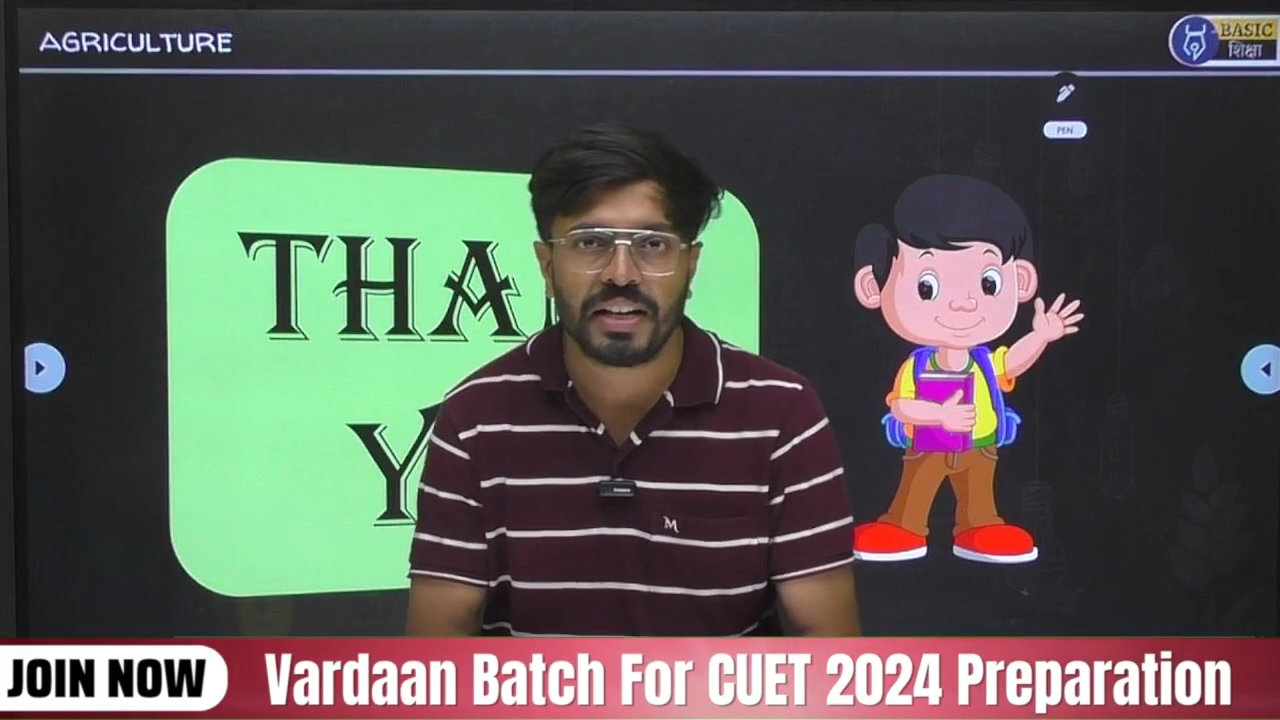 AGRICULTURE
BASIC
शिक्षा
PEN
THA
Y
M
JOIN NOW
Vardaan Batch For CUET 2024 Preparation